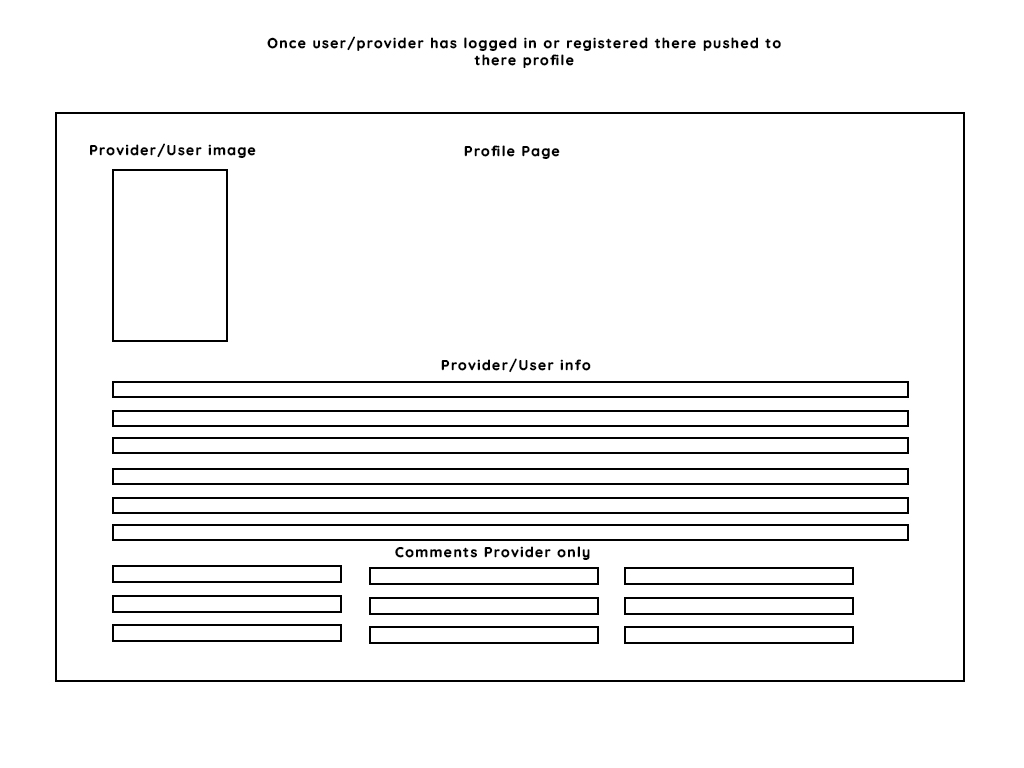 Once user/provider has logged in or registered there pushed to
there profile
Provider/User image
Profile Page
Provider/User info
Comments Provider only